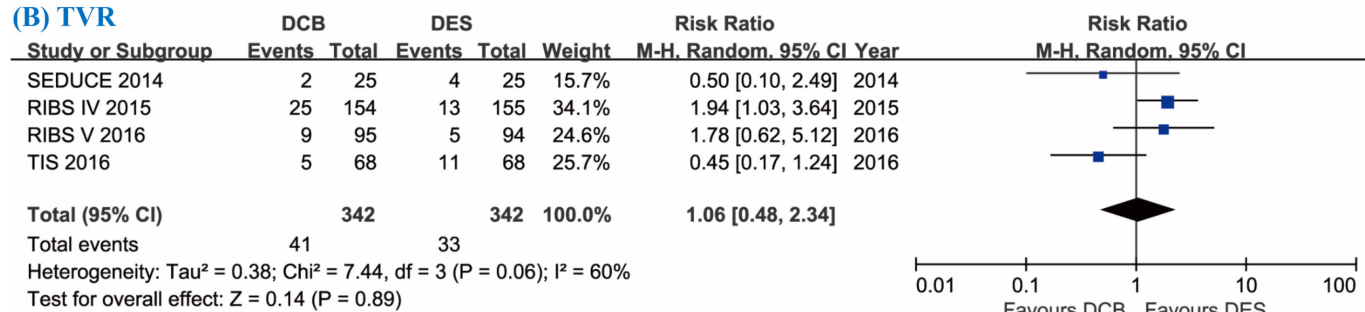 (B) TVR
DCB DES Risk Ratio Risk Ratio
Study or Subgroup Events Total Events Total Weight M-H, Random, 95% CI Year M-H, Random, 95% CI
SEDUCE 2014 2 25 4 25 15.7% 0.50 [0.10, 2.49] 2014
RIBS IV 2015 25 154 13 155 34.1% 1.94 [1.03, 3.64] 2015
RIBS V 2016 9 95 5 94 24.6% 1.78 [0.62, 5.12] 2016
TIS 2016 5 68 11 68 25.7% 0.45 [0.17, 1.24] 2016
Total (95% CI) 342 342 100.0% 1.06 [0.48, 2.34]
Total events 41 33
Heterogeneity: Tau² = 0.38; Chi² = 7.44, df = 3 (P = 0.06); I² = 60%
Test for overall effect: Z = 0.14 (P = 0.89)
0.01 0.1 1 10 100
Favours DCB Favours DES